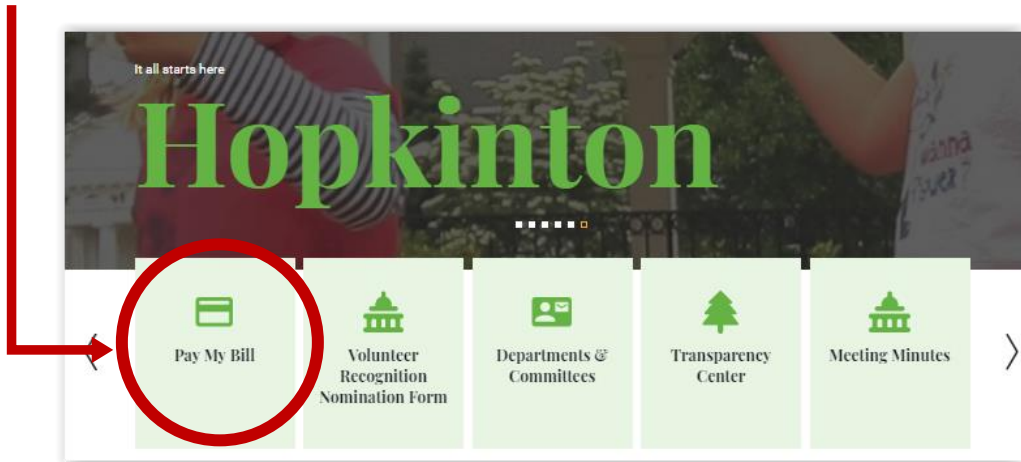 It all starts here
Hopkinton
Pay My Bill
Volunteer
Recognition
Nomination Form
Departments &
Committees
Transparency
Center
Meeting Minutes